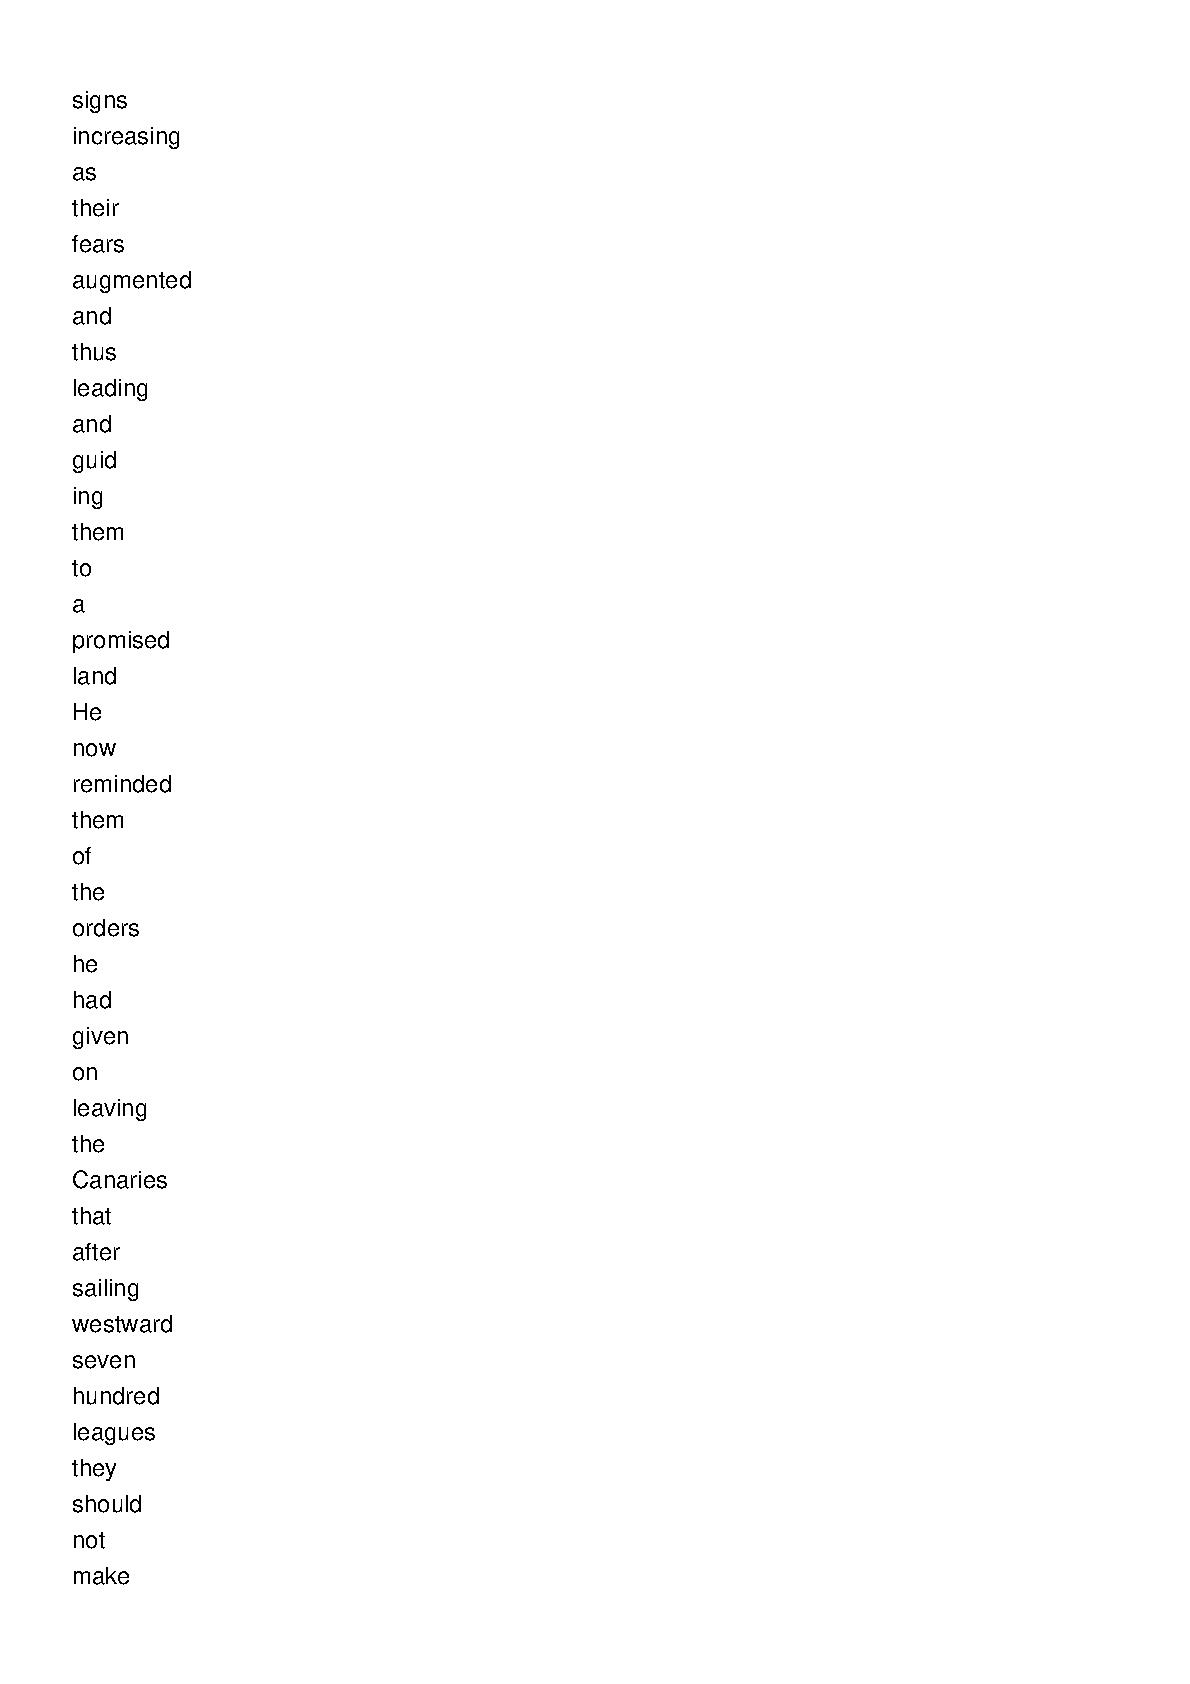 signs
increasing
as
their
fears
augmented
and
thus
leading
and
guid
ing
them
to
a
promised
land
He
now
reminded
them
of
the
orders
he
had
given
on
leaving
the
Canaries
that
after
sailing
westward
seven
hundred
leagues
they
should
not
make